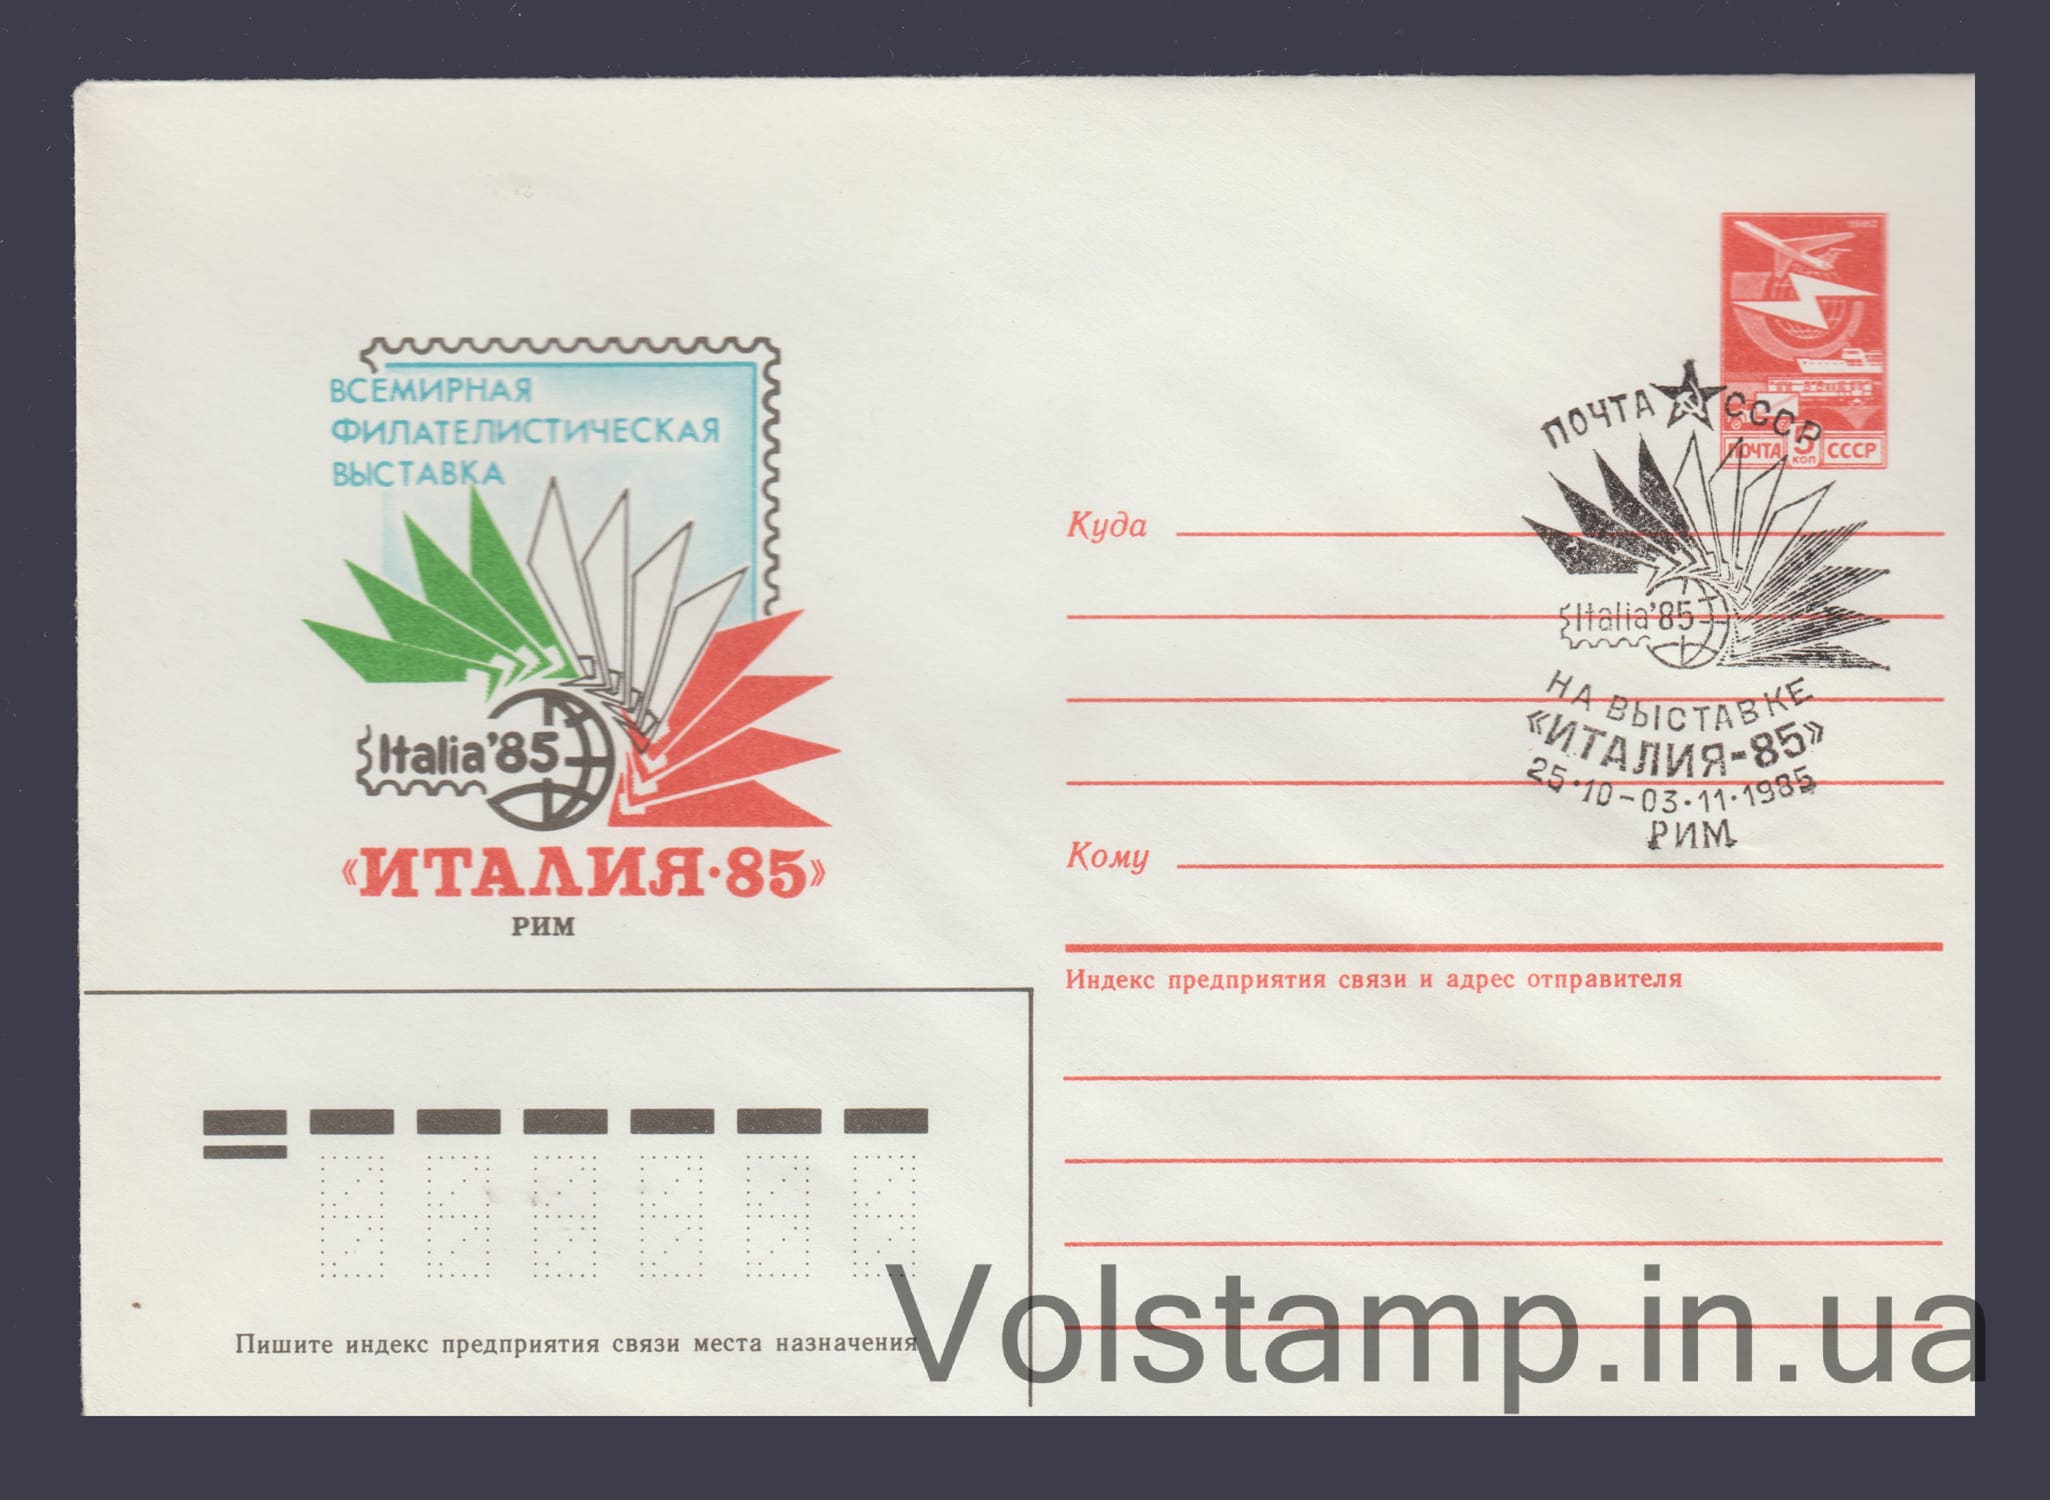 ВСЕМИРНАЯ
ФИЛАТЕЛИСТИЧЕСКАЯ
ВЫСТАВКА
Italia'85
«ИТАЛИЯ·85»
РИМ
ПОЧТА 5 КОП СССР
ПОЧТА СССР
Italia'85
НА ВЫСТАВКЕ
«ИТАЛИЯ-85»
25·10-03·11·1985
РИМ
Куда
Кому
Индекс предприятия связи и адрес отправителя
Пишите индекс предприятия связи места назначения
Volstamp.in.ua